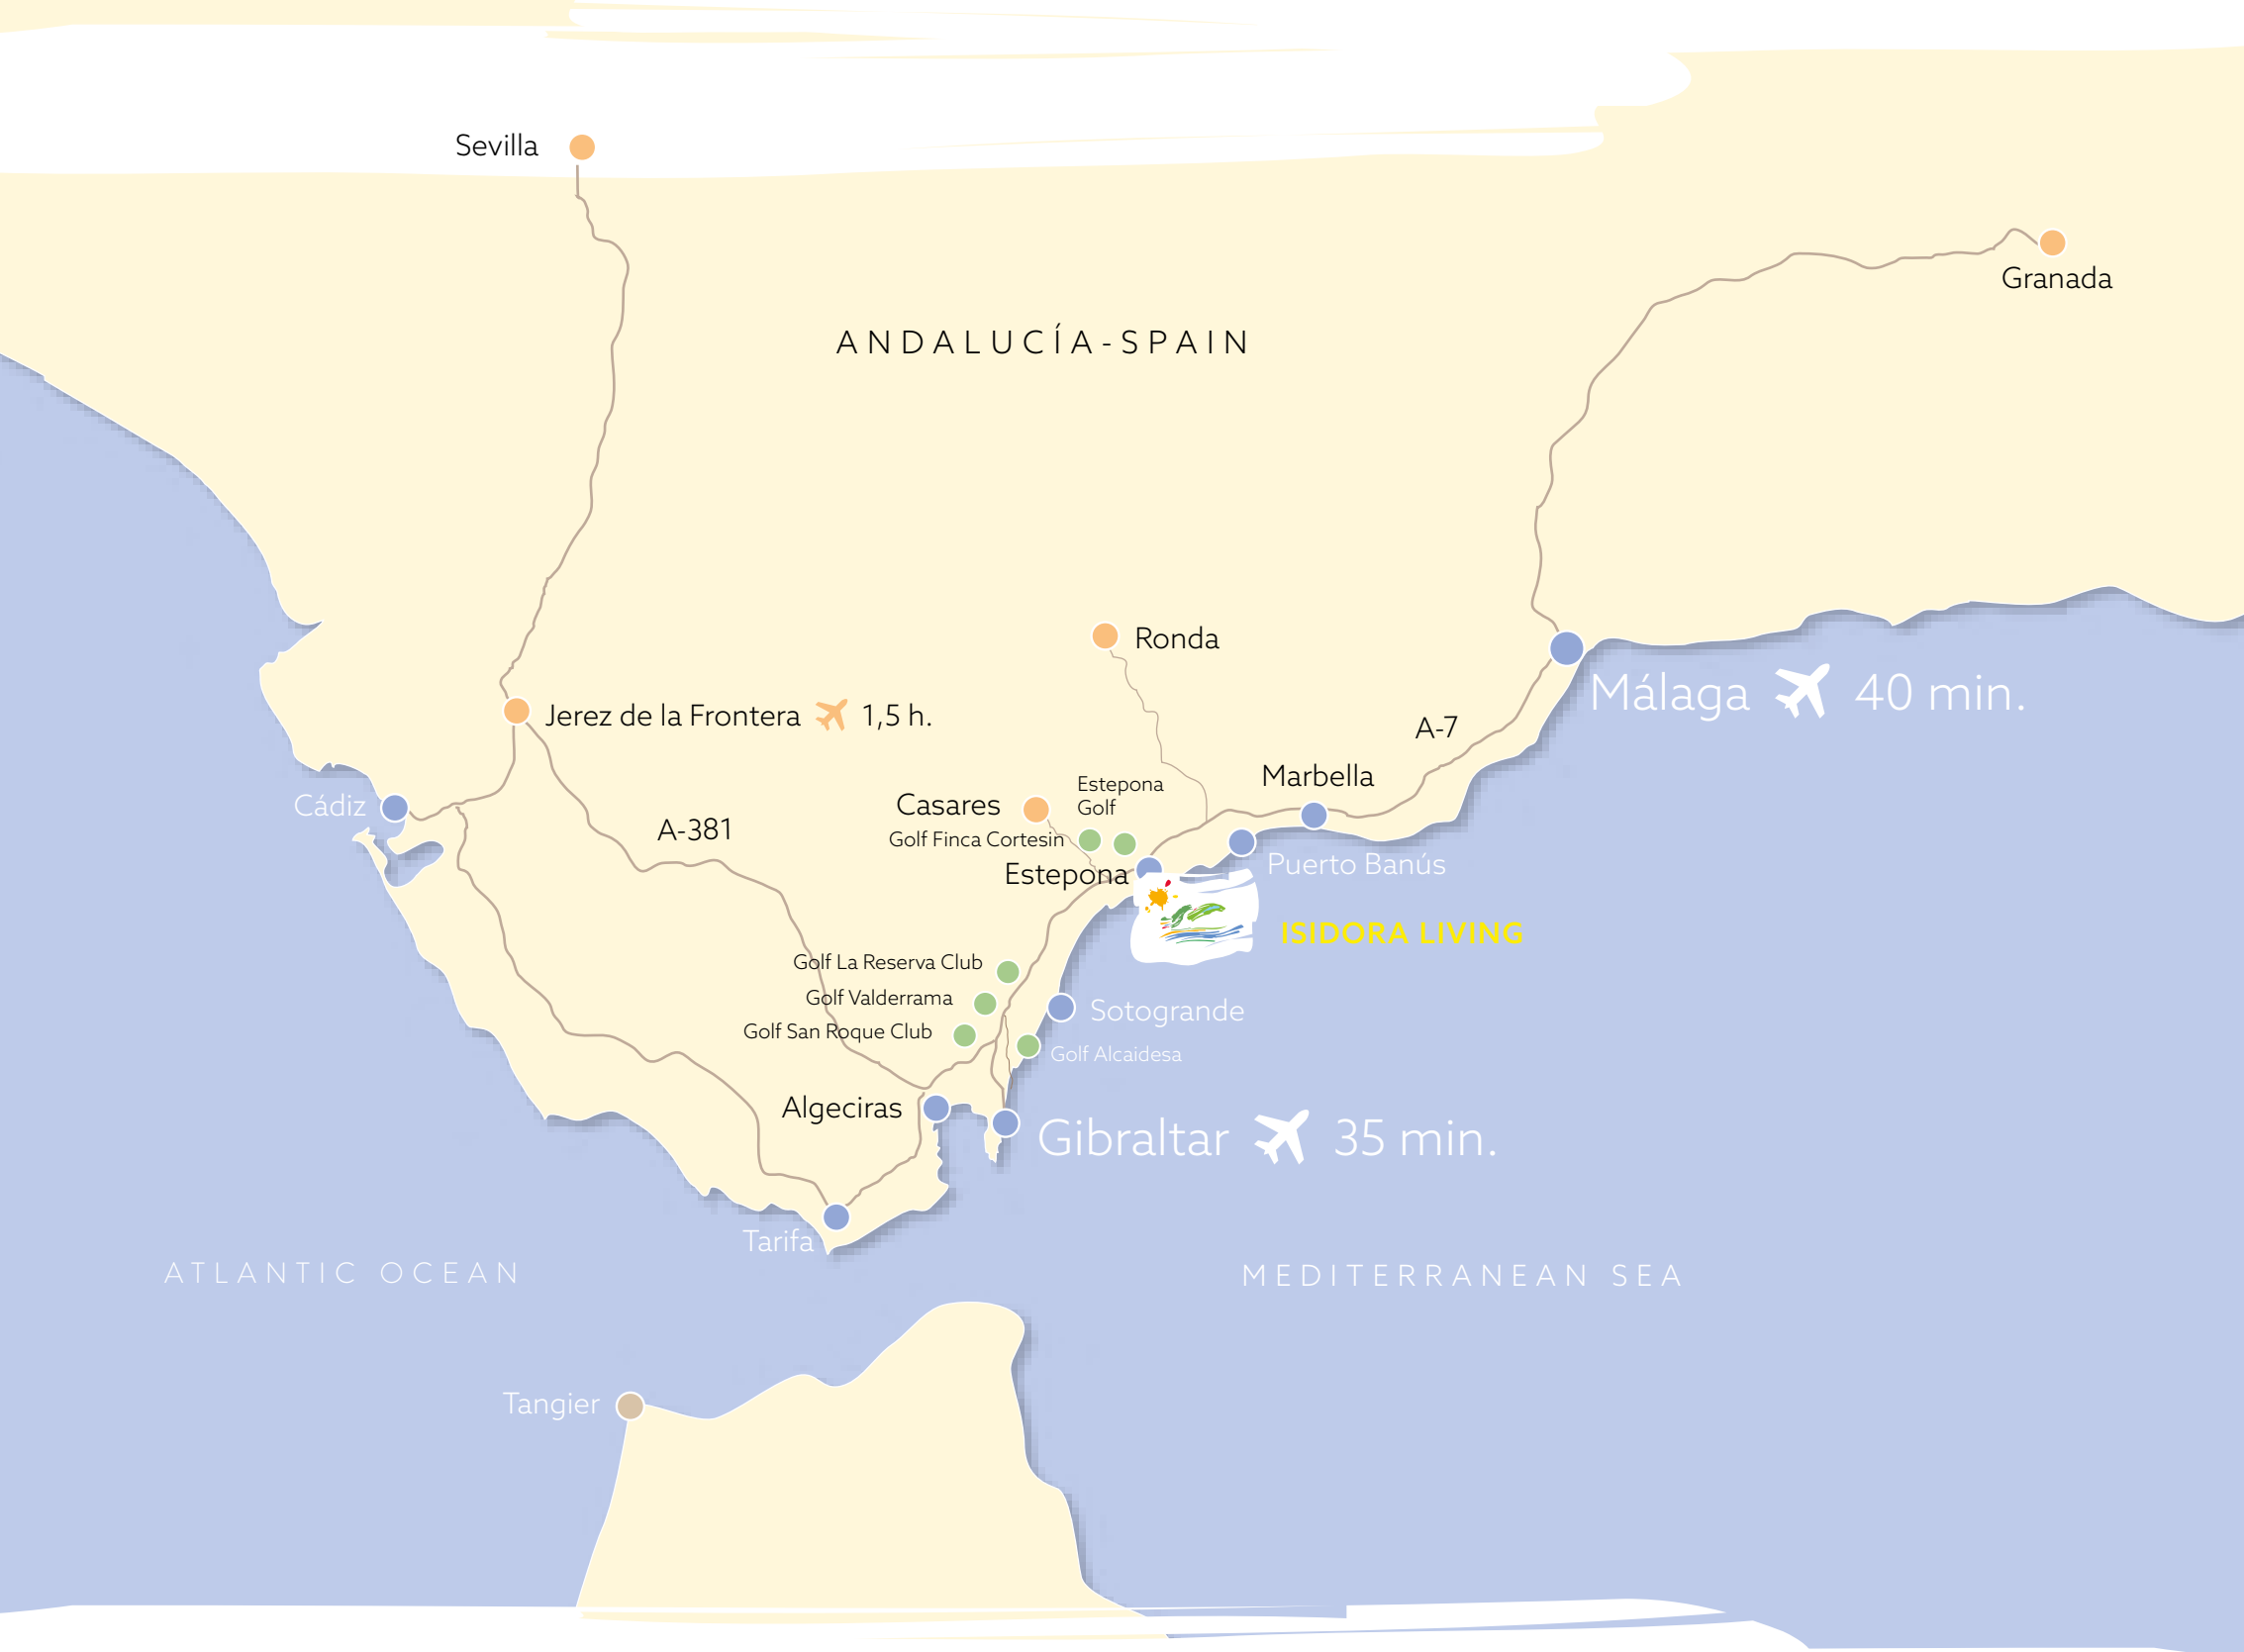 Sevilla
Granada
ANDALUCÍA-SPAIN
Ronda
Málaga 40 min.
Jerez de la Frontera 1,5 h.
A-7
Marbella
Estepona
Golf
Cádiz
Casares
A-381
Golf Finca Cortesin
Puerto Banús
Estepona
ISIDORA LIVING
Golf La Reserva Club
Golf Valderrama
Sotogrande
Golf San Roque Club
Golf Alcaidesa
Algeciras
Gibraltar 35 min.
Tarifa
ATLANTIC OCEAN
MEDITERRANEAN SEA
Tangier